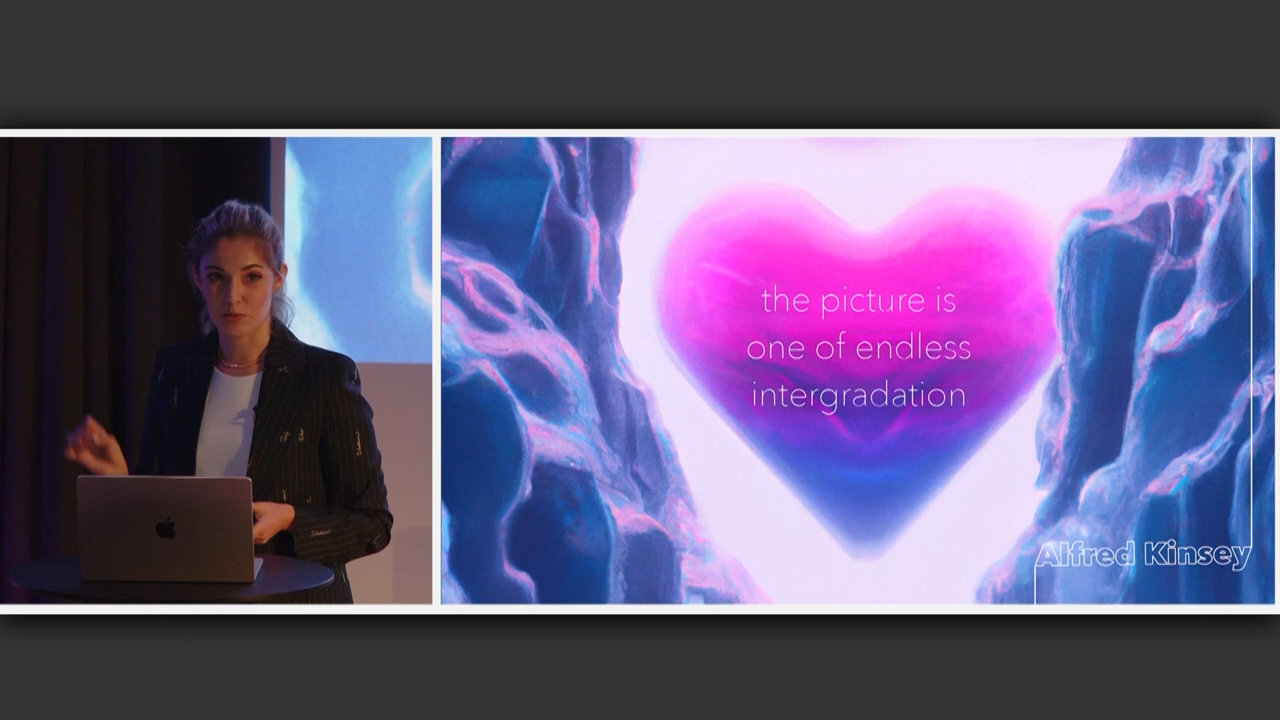 the picture is
one of endless
intergradation
Alfred Kinsey